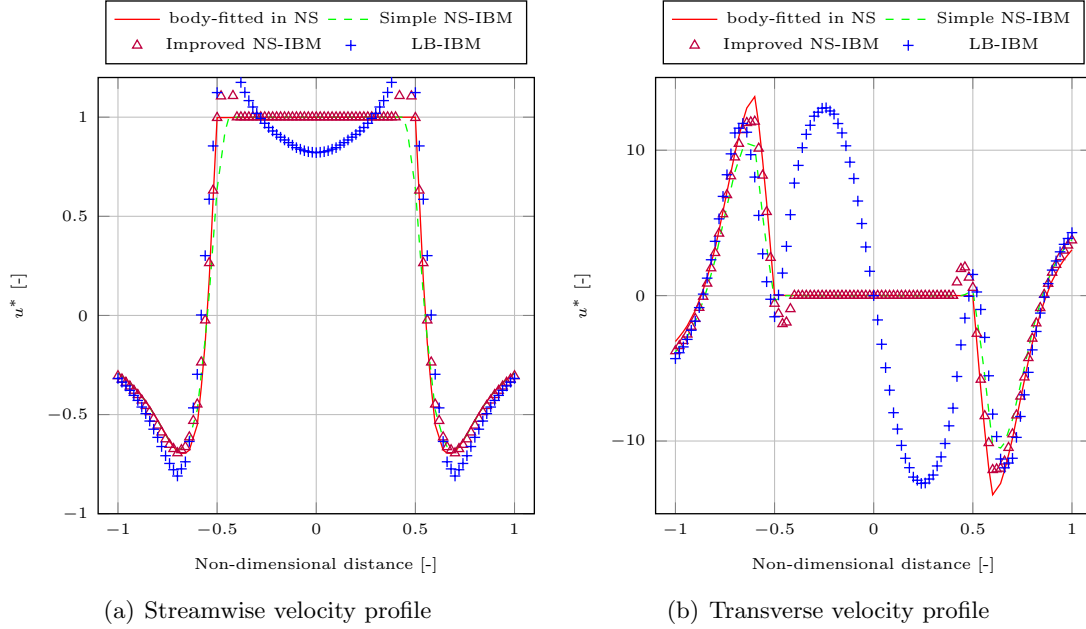 body-fitted in NS
Simple NS-IBM
Improved NS-IBM
LB-IBM
1
0.5
0
−0.5
−1
u* [-]
−1
−0.5
0
0.5
1
Non-dimensional distance [-]
(a) Streamwise velocity profile
body-fitted in NS
Simple NS-IBM
Improved NS-IBM
LB-IBM
10
0
−10
u* [-]
−1
−0.5
0
0.5
1
Non-dimensional distance [-]
(b) Transverse velocity profile